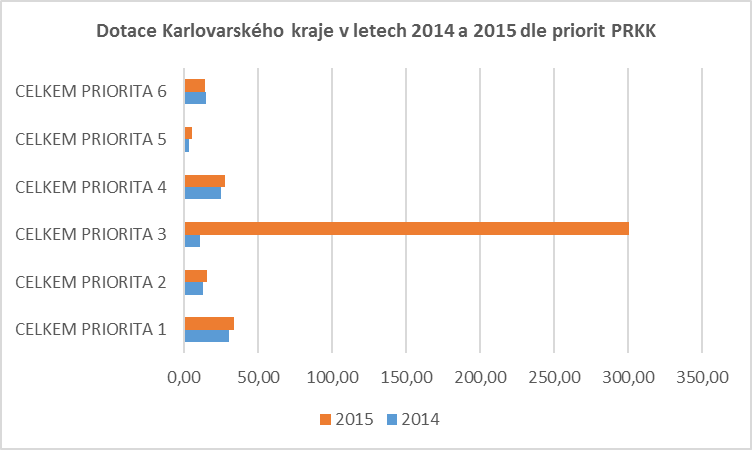 Dotace Karlovarského kraje v letech 2014 a 2015 dle priorit PRKK
CELKEM PRIORITA 6
CELKEM PRIORITA 5
CELKEM PRIORITA 4
CELKEM PRIORITA 3
CELKEM PRIORITA 2
CELKEM PRIORITA 1
0,00 50,00 100,00 150,00 200,00 250,00 300,00 350,00
2015 2014